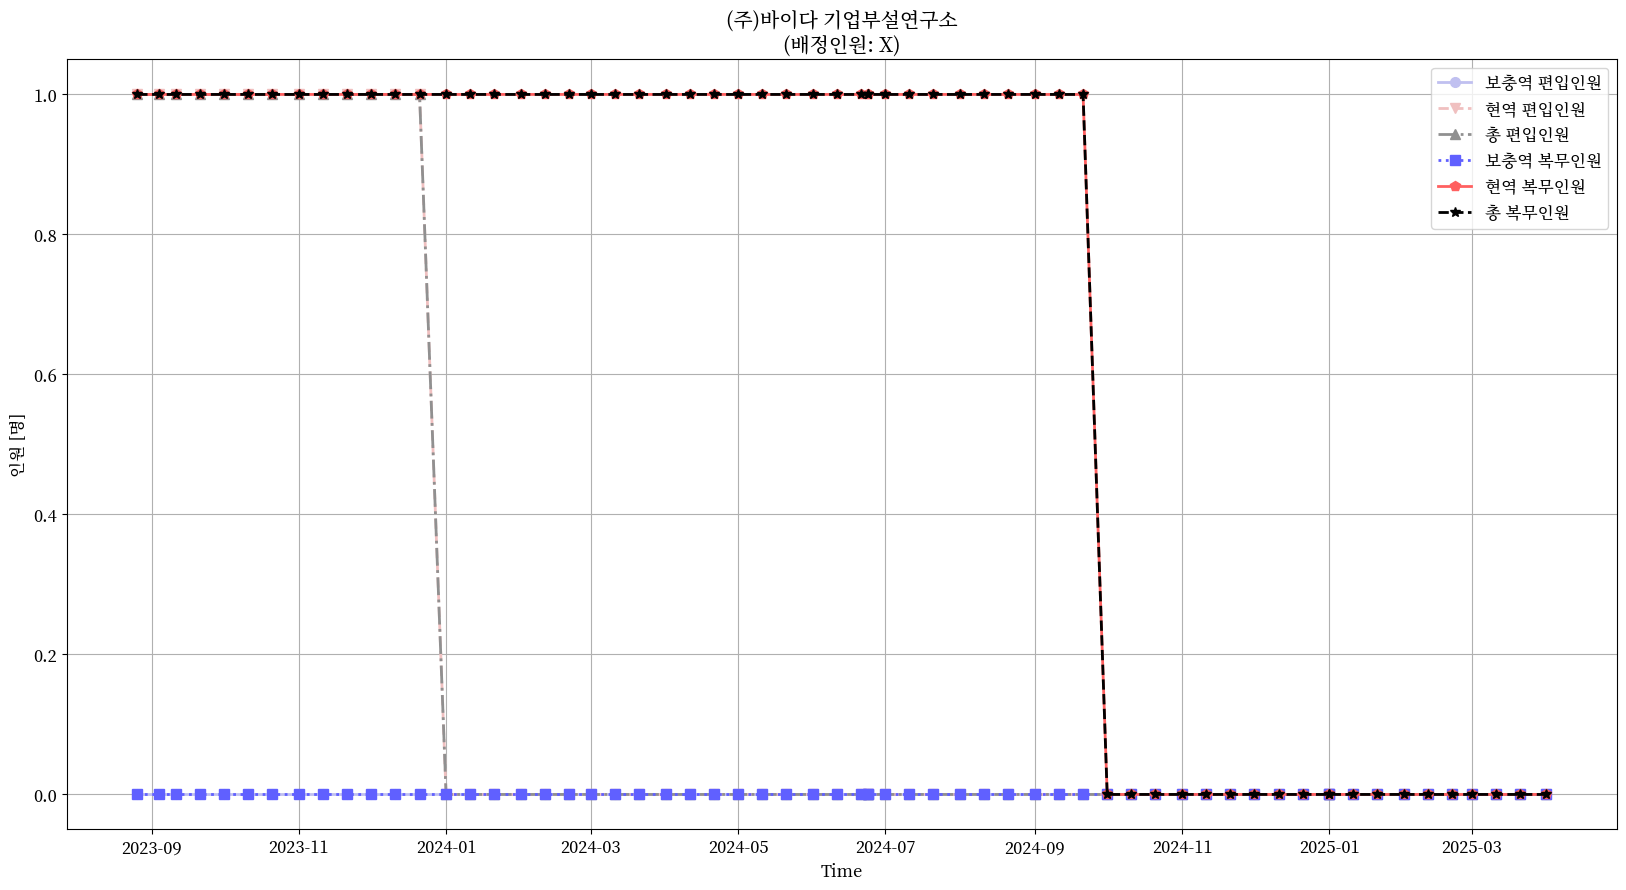 (주)바이다 기업부설연구소
(배정인원: X)
보충역 편입인원
현역 편입인원
총 편입인원
보충역 복무인원
현역 복무인원
총 복무인원
인원 [명]
1.0
0.8
0.6
0.4
0.2
0.0
2023-09
2023-11
2024-01
2024-03
2024-05
2024-07
2024-09
2024-11
2025-01
2025-03
Time